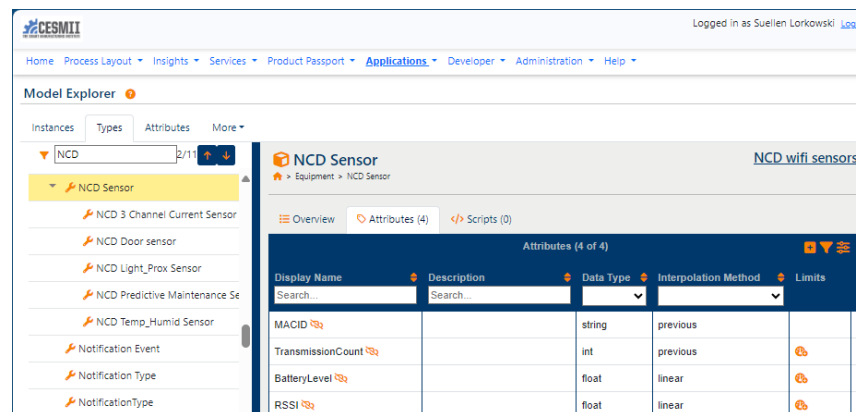 CESMII
Logged in as Suellen Lorkowski Log
Home Process Layout Insights Services Product Passport Applications Developer Administration Help
Model Explorer ?
Instances Types Attributes More
NCD 2/11
NCD Sensor
NCD 3 Channel Current Sensor
NCD Door sensor
NCD Light_Prox Sensor
NCD Predictive Maintenance Se
NCD Temp_Humid Sensor
Notification Event
Notification Type
NotificationType
NCD Sensor
NCD wifi sensors
> Equipment > NCD Sensor
Overview Attributes (4) </> Scripts (0)
Attributes (4 of 4)
Display Name Description Data Type Interpolation Method Limits
Search... Search...
MACID string previous
TransmissionCount int previous
BatteryLevel float linear
RSSI float linear